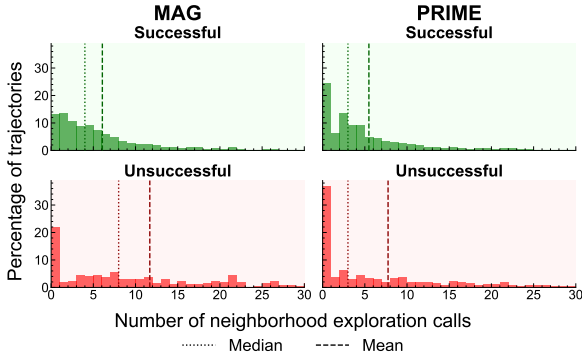 MAG PRIME
Successful Successful
Percentage of trajectories
30
20
10
0
Unsuccessful Unsuccessful
30
20
10
0
0 5 10 15 20 25 30 0 5 10 15 20 25 30
Number of neighborhood exploration calls
Median Mean